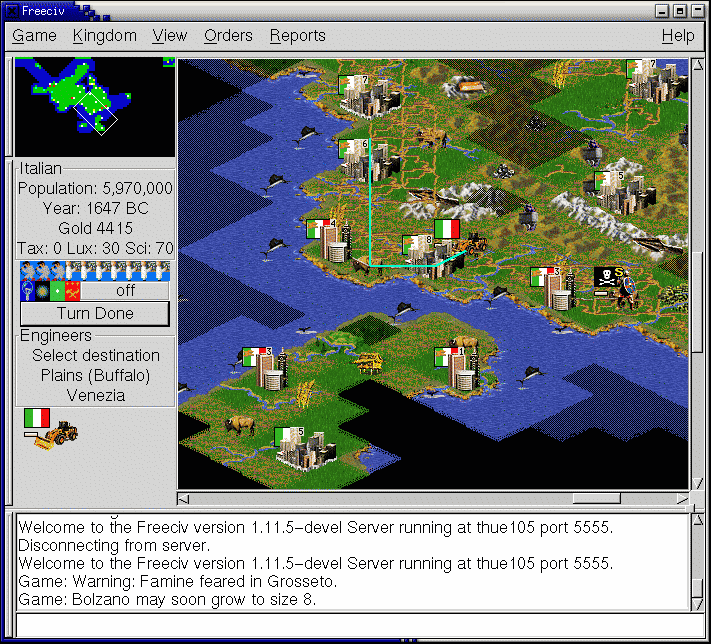 Freeciv
Game Kingdom View Orders Reports Help
7
7
6
5
4
8
3
S
3
1
5
Italian
Population: 5,970,000
Year: 1647 BC
Gold 4415
Tax: 0 Lux: 30 Sci: 70
off
Turn Done
Engineers
Select destination
Plains (Buffalo)
Venezia
Welcome to the Freeciv version 1.11.5-devel Server running at thue105 port 5555.
Disconnecting from server.
Welcome to the Freeciv version 1.11.5-devel Server running at thue105 port 5555.
Game: Warning: Famine feared in Grosseto.
Game: Bolzano may soon grow to size 8.